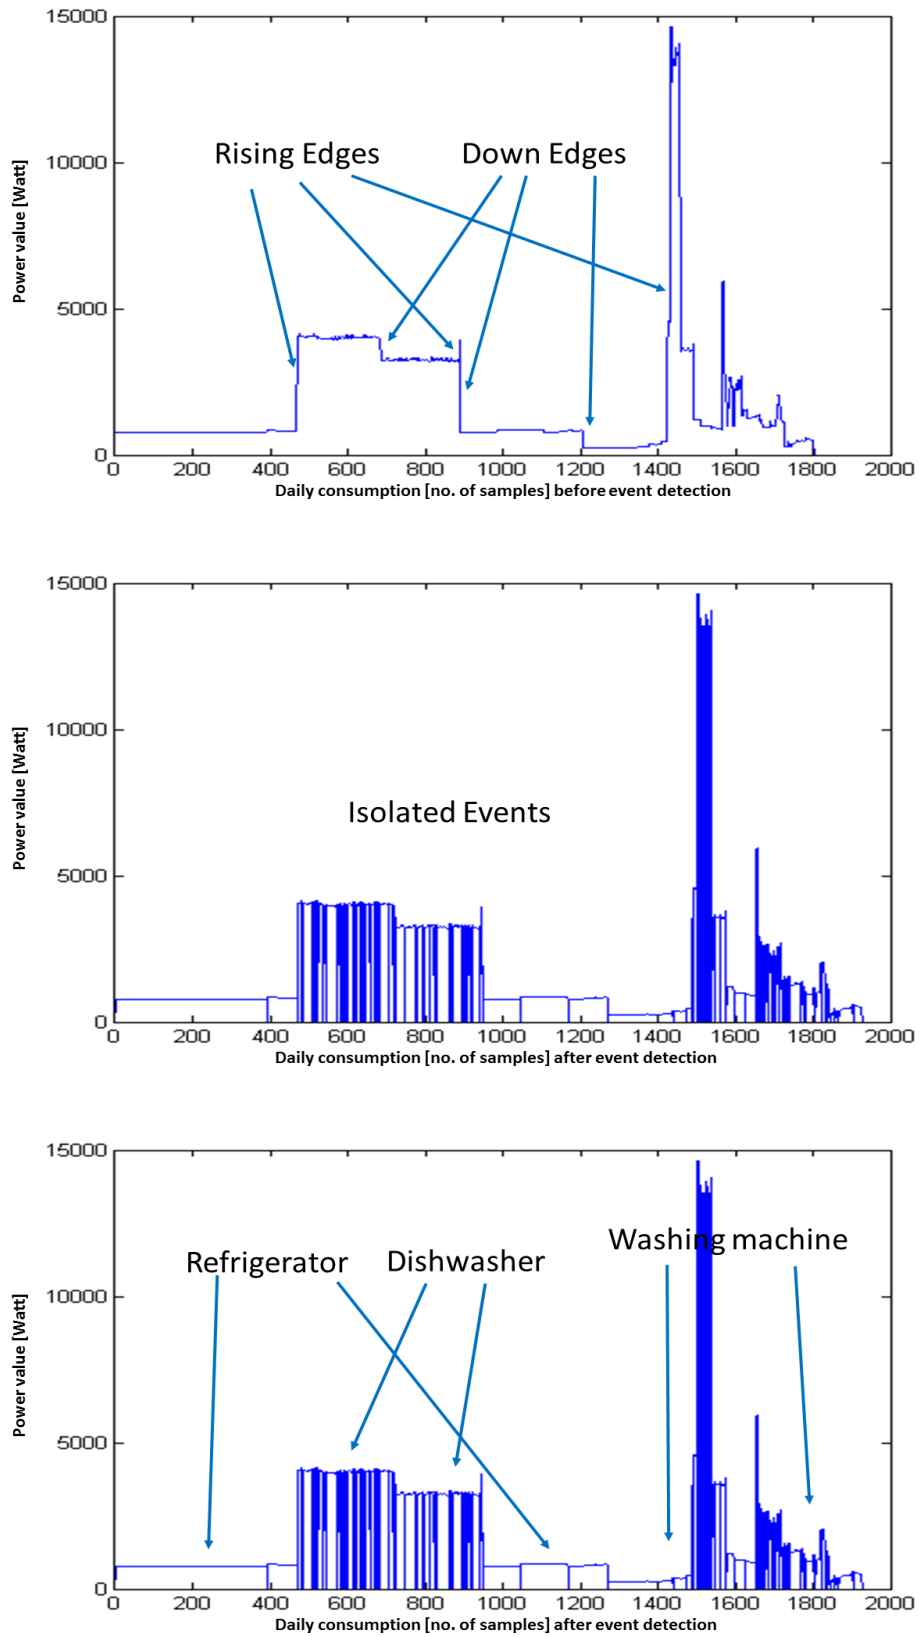 15000
10000
5000
0
Power value [Watt]
Rising Edges
Down Edges
0 200 400 600 800 1000 1200 1400 1600 1800 2000
Daily consumption [no. of samples] before event detection
15000
10000
5000
0
Power value [Watt]
Isolated Events
0 200 400 600 800 1000 1200 1400 1600 1800 2000
Daily consumption [no. of samples] after event detection
15000
10000
5000
0
Power value [Watt]
Refrigerator
Dishwasher
Washing machine
0 200 400 600 800 1000 1200 1400 1600 1800 2000
Daily consumption [no. of samples] after event detection